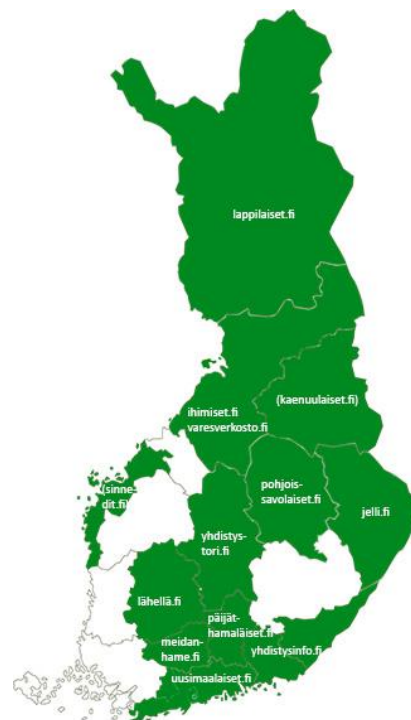 lappilaiset.fi
(kaenuulaiset.fi)
ihimiset.fi
varesverkosto.fi
(sinne-
dit.fi)
pohjois-
savolaiset.fi
jelli.fi
yhdistys-
tori.fi
lähellä.fi
päijät-
hamäläiset.fi
meidan-
hame.fi
yhdistysinfo.fi
uusimaalaiset.fi